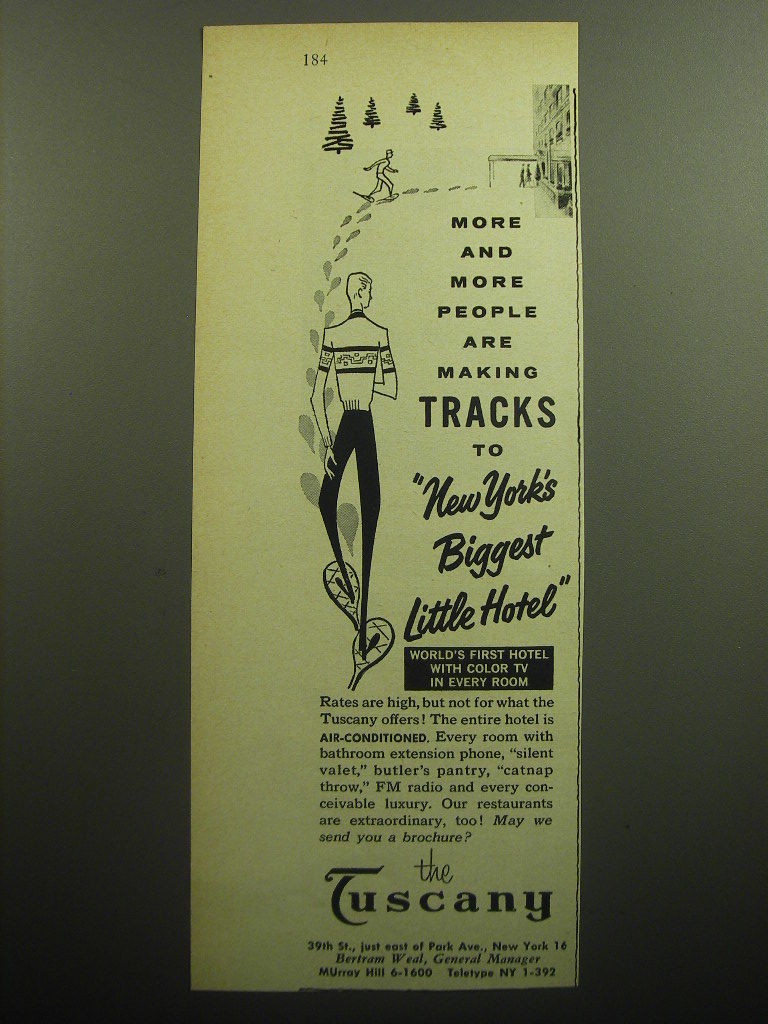 184
MORE
AND
MORE
PEOPLE
ARE
MAKING
TRACKS
TO
"New York's
Biggest
Little Hotel"
WORLD'S FIRST HOTEL
WITH COLOR TV
IN EVERY ROOM
Rates are high, but not for what the
Tuscany offers! The entire hotel is
AIR-CONDITIONED. Every room with
bathroom extension phone, "silent
valet," butler's pantry, "catnap
throw," FM radio and every con-
ceivable luxury. Our restaurants
are extraordinary, too! May we
send you a brochure?
the
Tuscany
39th St., just east of Park Ave., New York 16
Bertram Weal, General Manager
MUrray Hill 6-1600 Teletype NY 1-392